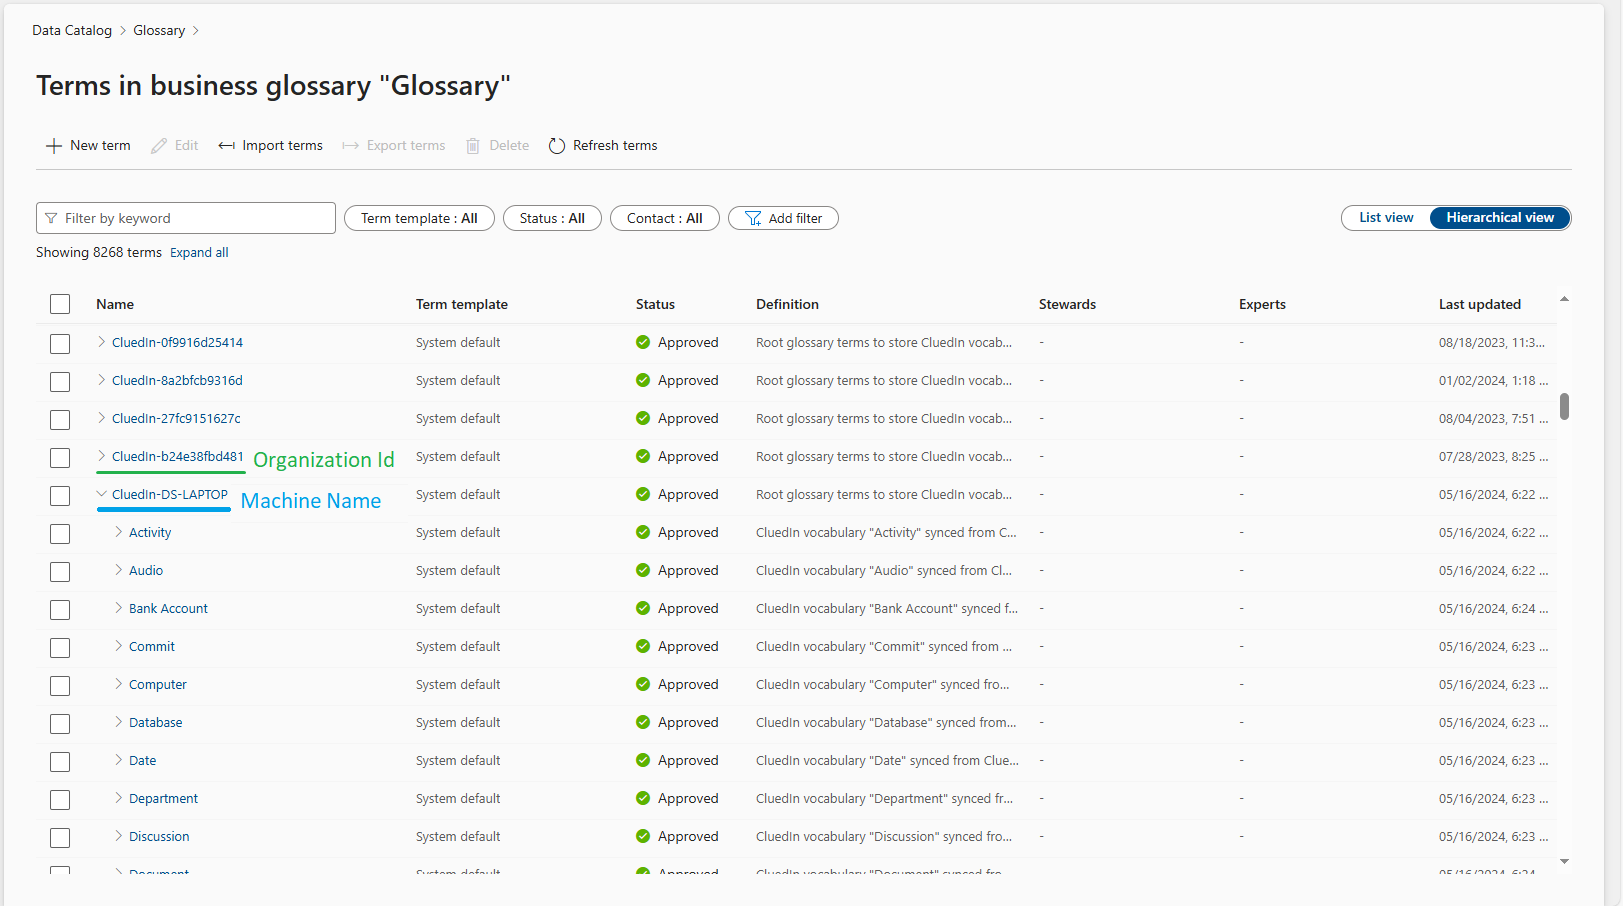 Data Catalog > Glossary >
Terms in business glossary "Glossary"
New term Edit Import terms Export terms Delete Refresh terms
Filter by keyword Term template : All Status : All Contact : All Add filter List view Hierarchical view
Showing 8268 terms Expand all
Name Term template Status Definition Stewards Experts Last updated
CluedIn-0f9916d25414 System default Approved Root glossary terms to store CluedIn vocab... - - 08/18/2023, 11:3...
CluedIn-8a2bfcb9316d System default Approved Root glossary terms to store CluedIn vocab... - - 01/02/2024, 1:18 ...
CluedIn-27fc9151627c System default Approved Root glossary terms to store CluedIn vocab... - - 08/04/2023, 7:51 ...
CluedIn-b24e38fbd481 Organization Id System default Approved Root glossary terms to store CluedIn vocab... - - 07/28/2023, 8:25 ...
CluedIn-DS-LAPTOP Machine Name System default Approved Root glossary terms to store CluedIn vocab... - - 05/16/2024, 6:22 ...
Activity System default Approved CluedIn vocabulary "Activity" synced from C... - - 05/16/2024, 6:22 ...
Audio System default Approved CluedIn vocabulary "Audio" synced from Cl... - - 05/16/2024, 6:22 ...
Bank Account System default Approved CluedIn vocabulary "Bank Account" synced f... - - 05/16/2024, 6:24 ...
Commit System default Approved CluedIn vocabulary "Commit" synced from ... - - 05/16/2024, 6:23 ...
Computer System default Approved CluedIn vocabulary "Computer" synced fro... - - 05/16/2024, 6:23 ...
Database System default Approved CluedIn vocabulary "Database" synced from... - - 05/16/2024, 6:23 ...
Date System default Approved CluedIn vocabulary "Date" synced from Clue... - - 05/16/2024, 6:23 ...
Department System default Approved CluedIn vocabulary "Department" synced fr... - - 05/16/2024, 6:23 ...
Discussion System default Approved CluedIn vocabulary "Discussion" synced fro... - - 05/16/2024, 6:23 ...
Document System default Approved CluedIn vocabulary "Document" synced fro... 05/16/2024, 6:24 ...